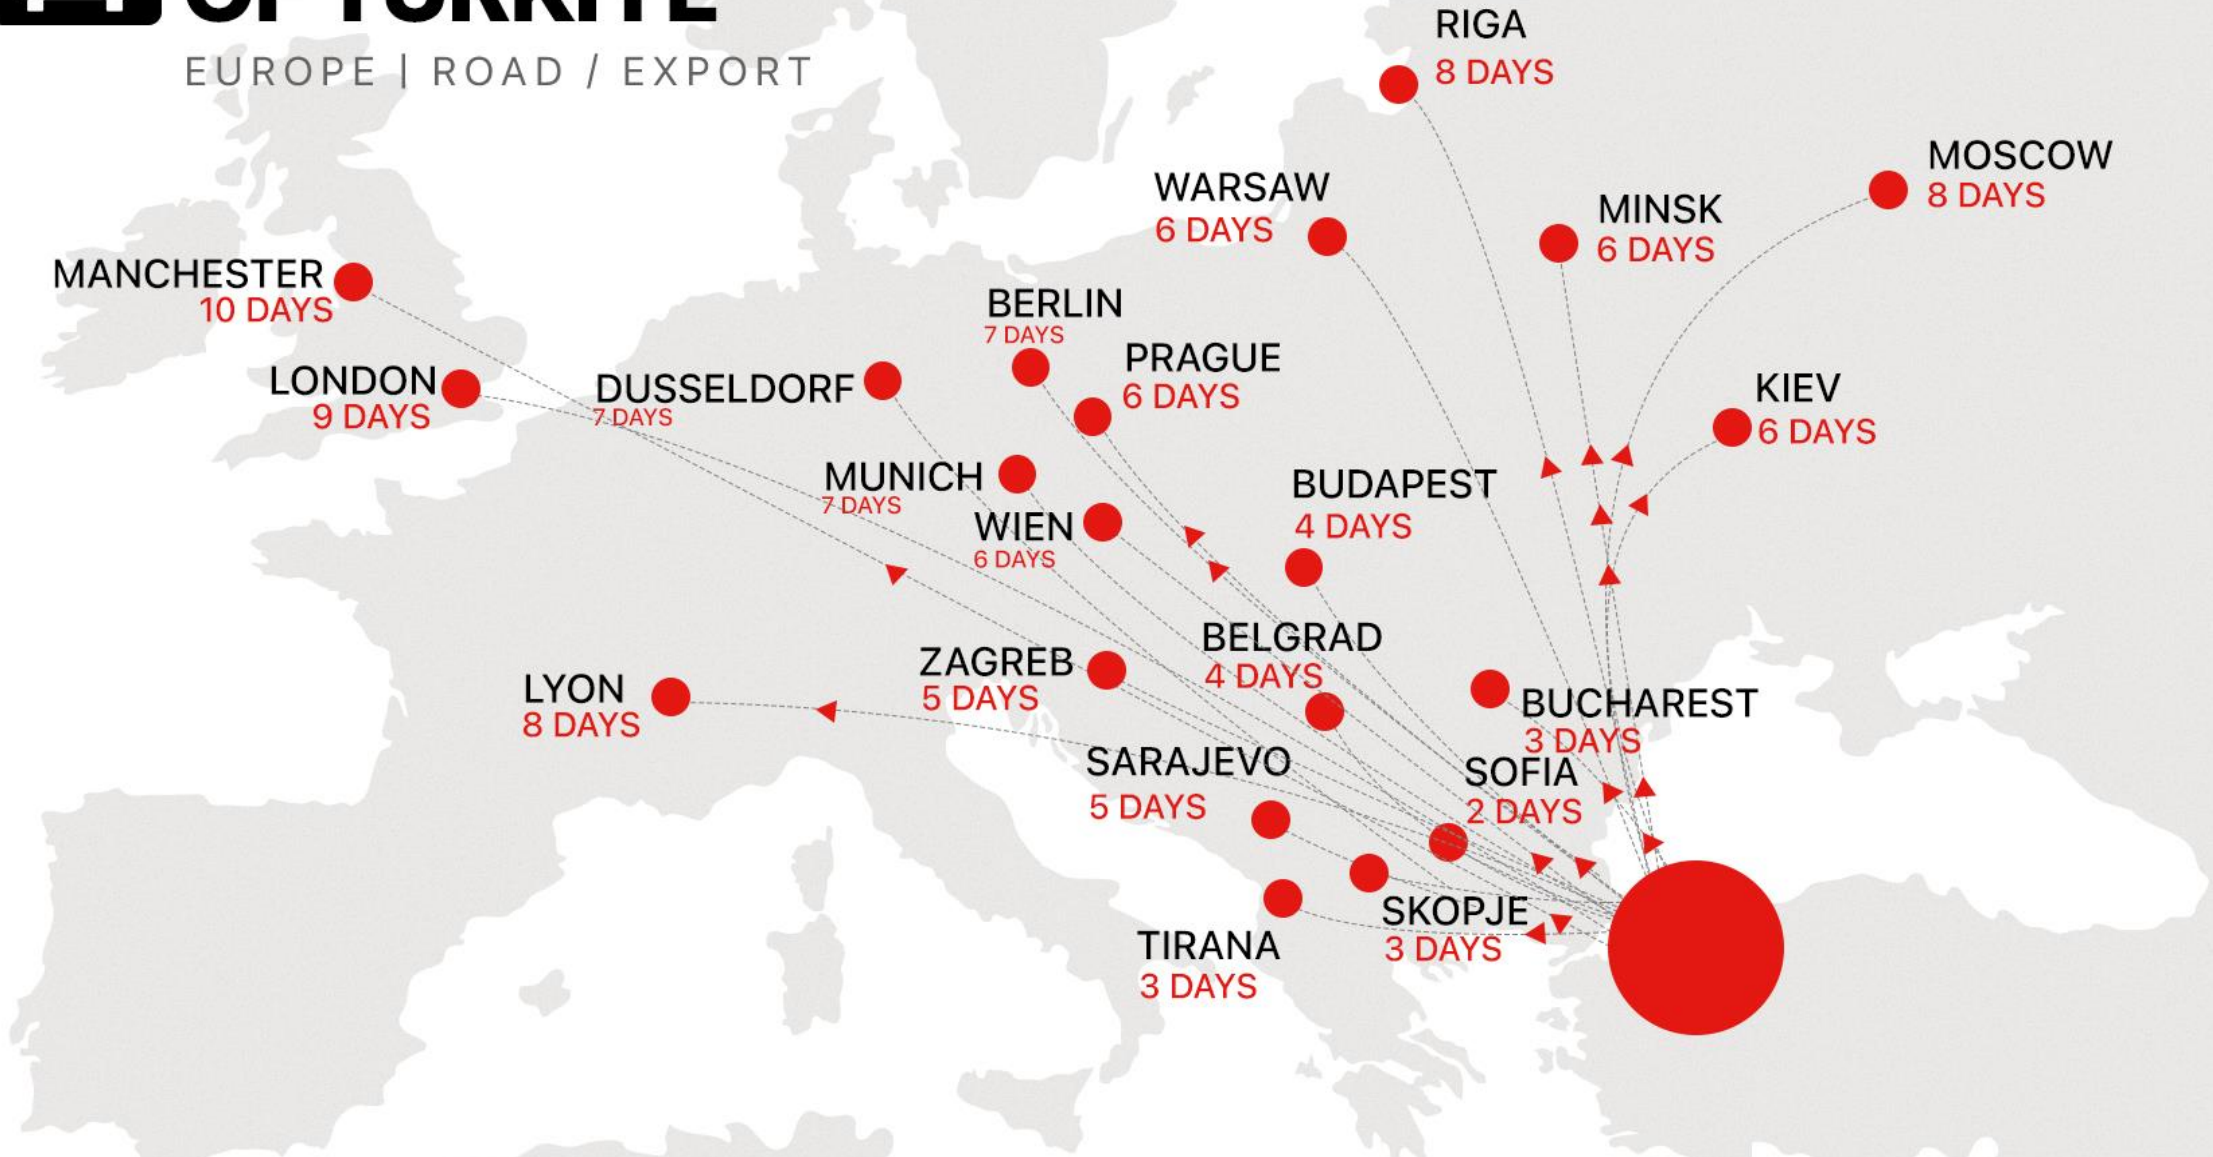 OF TÜRKİYE
EUROPE | ROAD / EXPORT
RIGA
8 DAYS
MOSCOW
8 DAYS
WARSAW
6 DAYS
MINSK
6 DAYS
MANCHESTER
10 DAYS
BERLIN
7 DAYS
PRAGUE
6 DAYS
LONDON
9 DAYS
DUSSELDORF
7 DAYS
KIEV
6 DAYS
MUNICH
7 DAYS
BUDAPEST
4 DAYS
WIEN
6 DAYS
BELGRAD
4 DAYS
ZAGREB
5 DAYS
LYON
8 DAYS
BUCHAREST
3 DAYS
SARAJEVO
5 DAYS
SOFIA
2 DAYS
SKOPJE
3 DAYS
TIRANA
3 DAYS